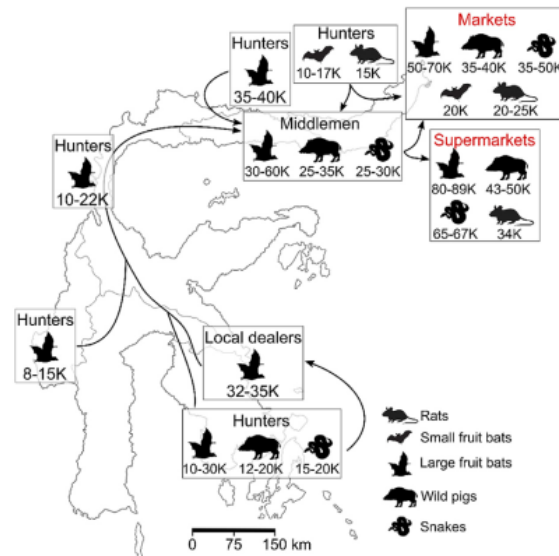 Hunters
35-40K
Hunters
10-17K 15K
Markets
50-70K 35-40K 35-50K
20K 20-25K
Middlemen
30-60K 25-35K 25-30K
Supermarkets
80-89K 43-50K
65-67K 34K
Hunters
10-22K
Hunters
8-15K
Local dealers
32-35K
Hunters
10-30K 12-20K 15-20K
Rats
Small fruit bats
Large fruit bats
Wild pigs
Snakes
0 75 150 km